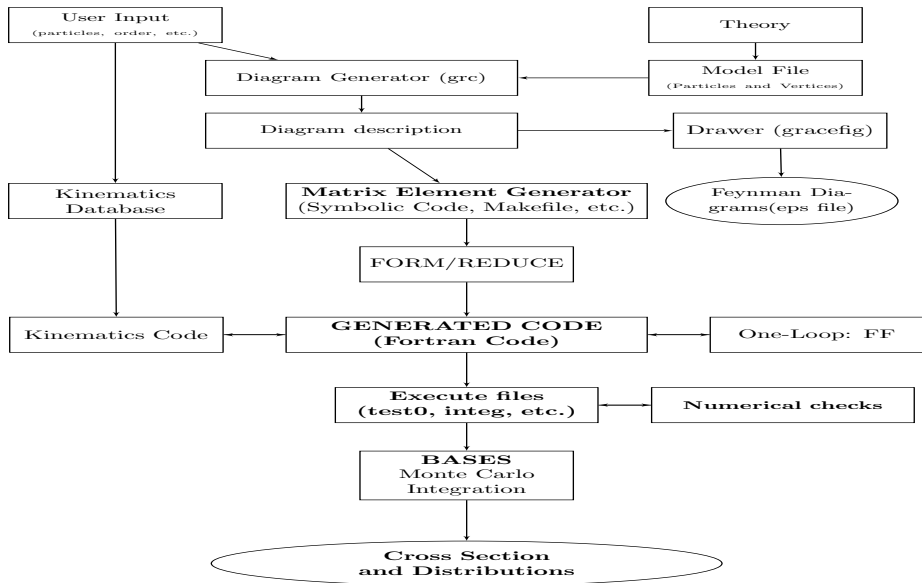 User Input
(particles, order, etc.)
Theory
Diagram Generator (grc)
Model File
(Particles and Vertices)
Diagram description
Drawer (gracefig)
Kinematics
Database
Matrix Element Generator
(Symbolic Code, Makefile, etc.)
Feynman Dia-
grams(eps file)
FORM/REDUCE
Kinematics Code
GENERATED CODE
(Fortran Code)
One-Loop: FF
Execute files
(test0, integ, etc.)
Numerical checks
BASES
Monte Carlo
Integration
Cross Section
and Distributions